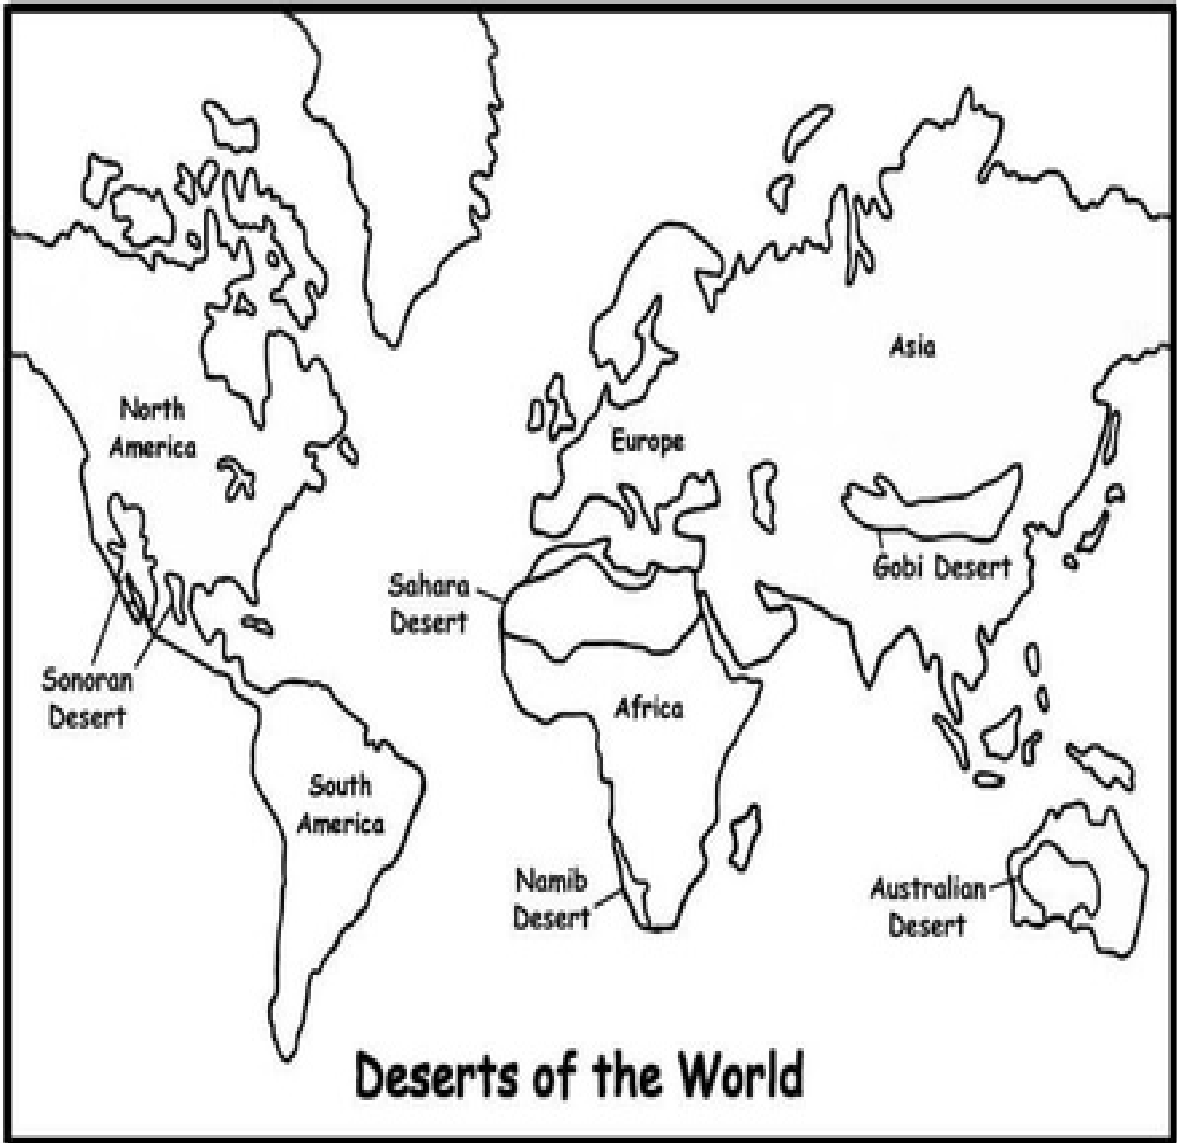 Asia
North
America
Europe
Gobi Desert
Sahara
Desert
Sonoran
Desert
Africa
South
America
Namib
Desert
Australian
Desert
Deserts of the World